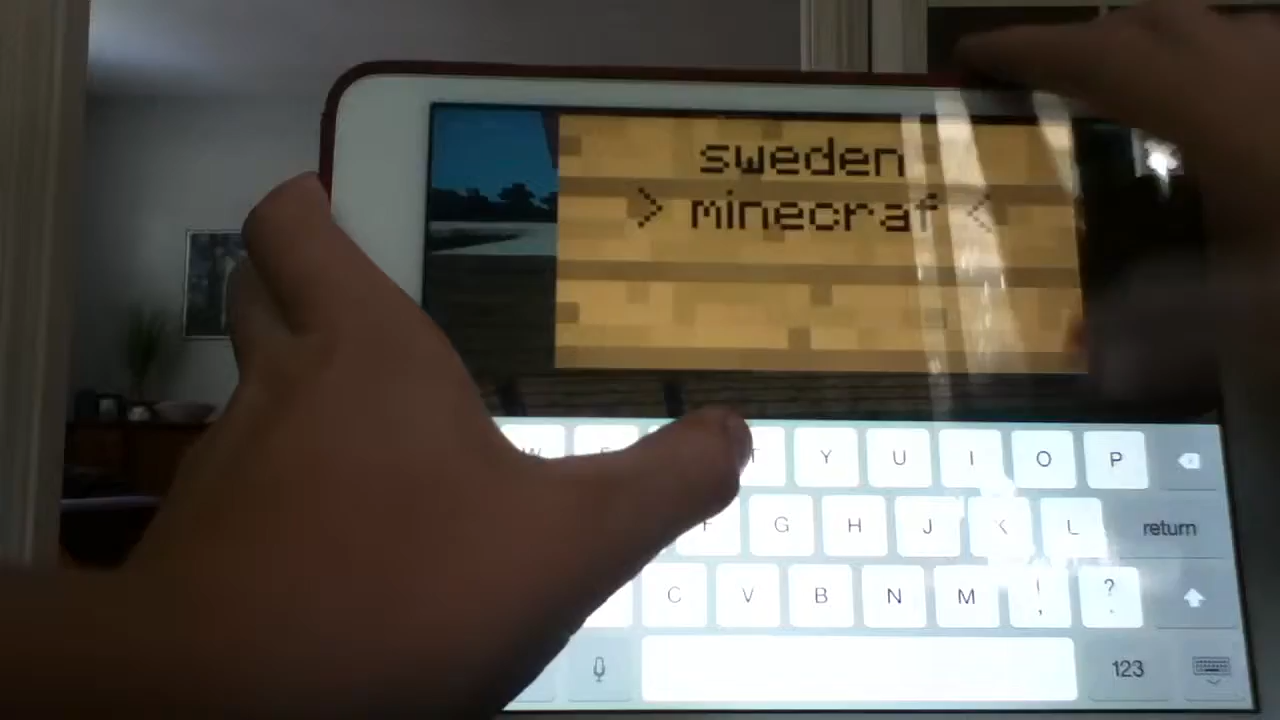 sweden
> minecraf <
W E T Y U I O P
F G H J K L return
C V B N M ! , ? .
123